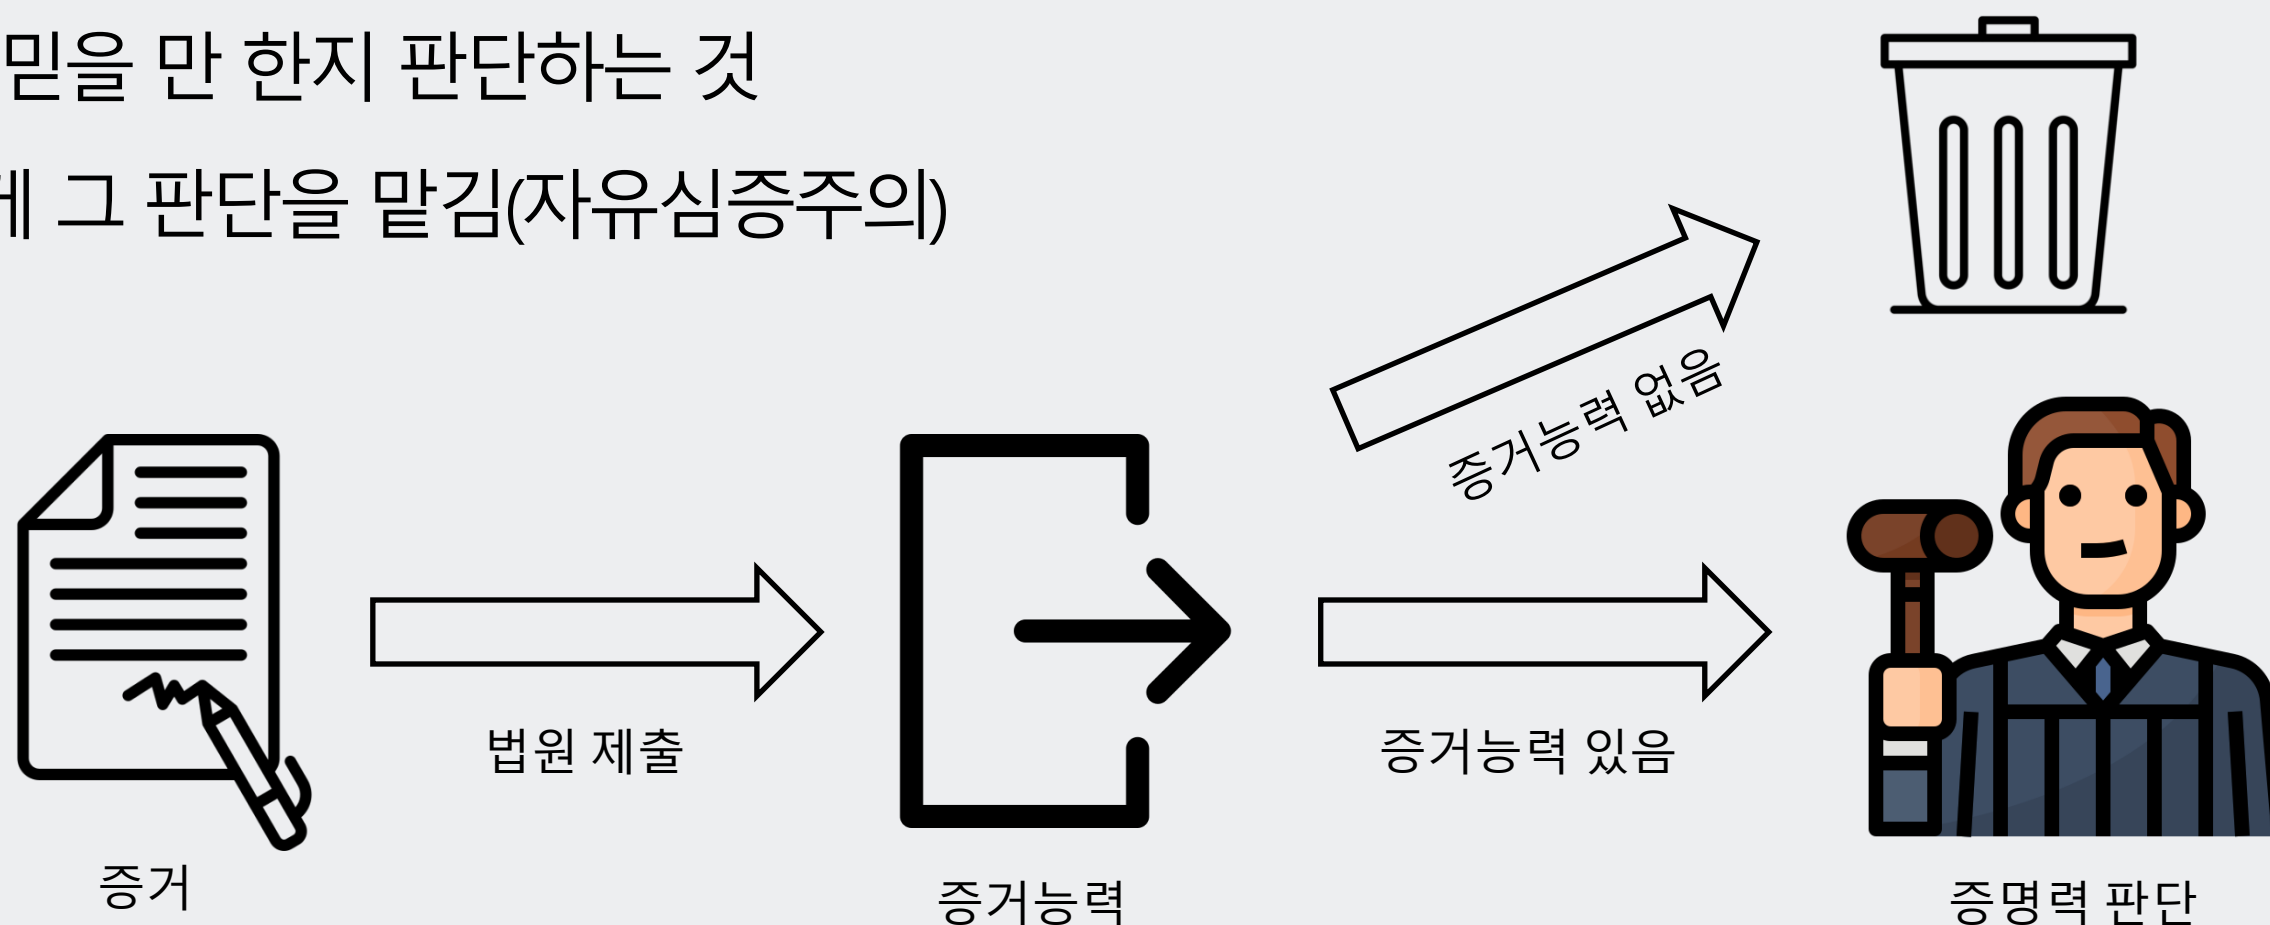 믿을 만 한지 판단하는 것
게 그 판단을 맡김(자유심증주의)
증거능력 없음
법원 제출
증거능력 있음
증거
증거능력
증명력 판단